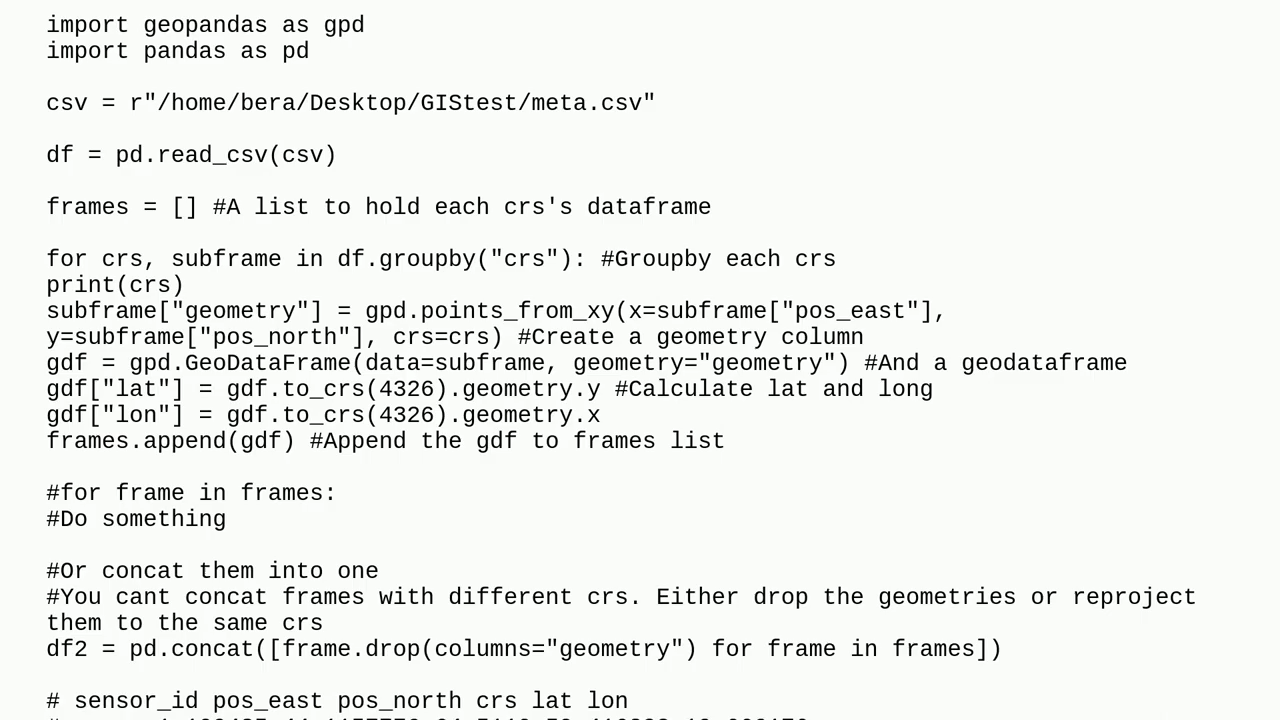 import geopandas as gpd
import pandas as pd
csv = r"/home/bera/Desktop/GIStest/meta.csv"
df = pd.read_csv(csv)
frames = [] #A list to hold each crs's dataframe
for crs, subframe in df.groupby("crs"): #Groupby each crs
print(crs)
subframe["geometry"] = gpd.points_from_xy(x=subframe["pos_east"],
y=subframe["pos_north"], crs=crs) #Create a geometry column
gdf = gpd.GeoDataFrame(data=subframe, geometry="geometry") #And a geodataframe
gdf["lat"] = gdf.to_crs(4326).geometry.y #Calculate lat and long
gdf["lon"] = gdf.to_crs(4326).geometry.x
frames.append(gdf) #Append the gdf to frames list
#for frame in frames:
#Do something
#Or concat them into one
#You cant concat frames with different crs. Either drop the geometries or reproject
them to the same crs
df2 = pd.concat([frame.drop(columns="geometry") for frame in frames])
# sensor_id pos_east pos_north crs lat lon